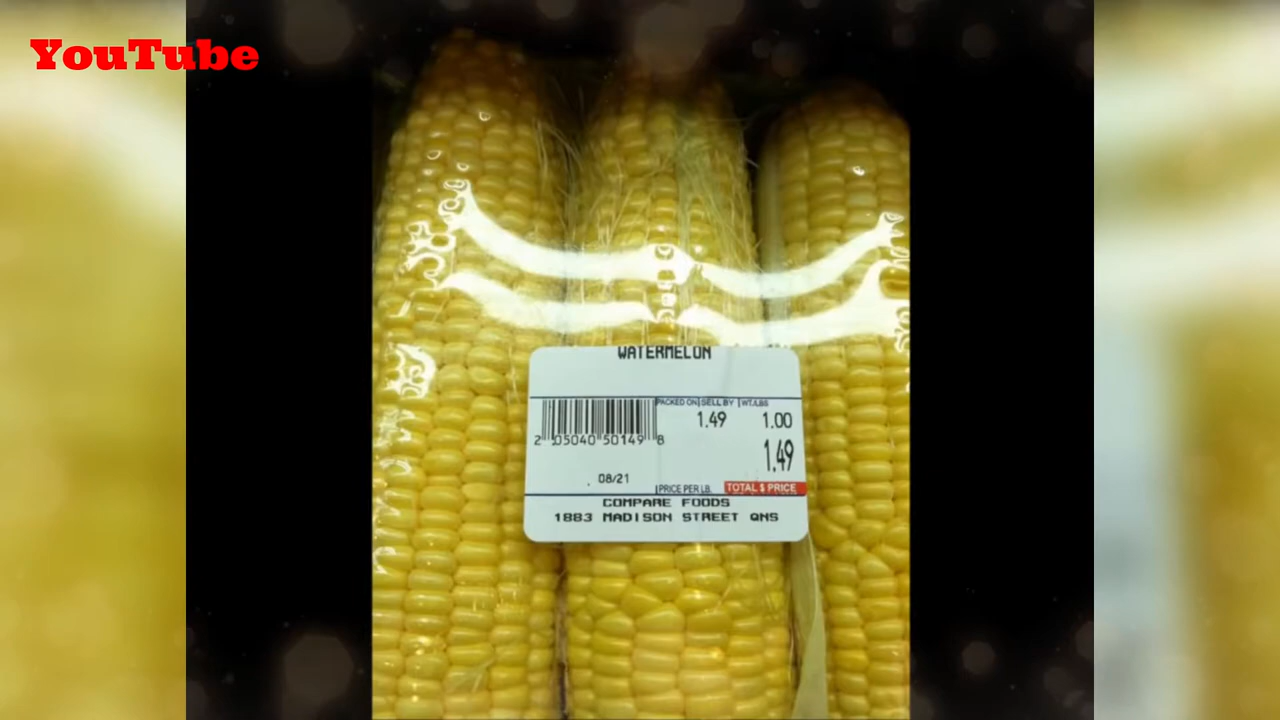 YouTube
WATERMELON
PACKED ON SELL BY WT/LBS
1.49 1.00
1.49
2 05040 50149 8
08/21
PRICE PER LB. TOTAL $ PRICE
COMPARE FOODS
1883 MADISON STREET QNS